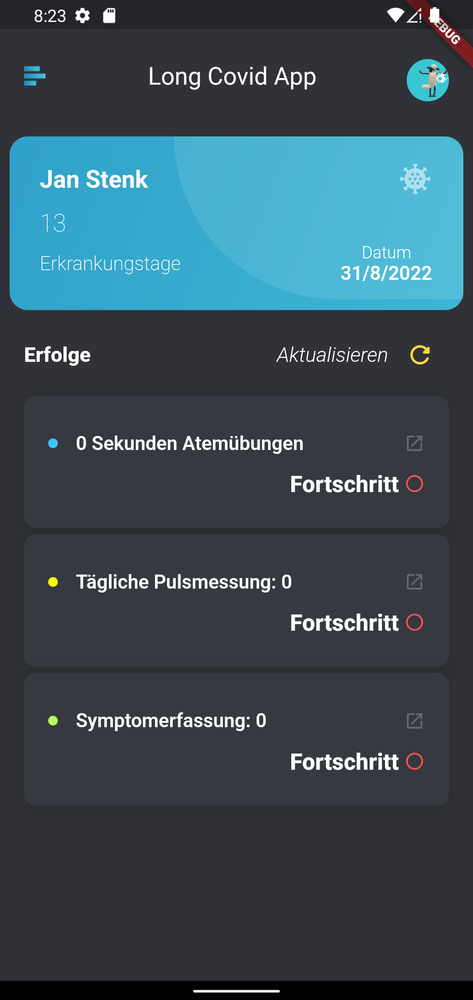 8:23
EBUG
Long Covid App
Jan Stenk
13
Erkrankungstage
Datum
31/8/2022
Erfolge
Aktualisieren
0 Sekunden Atemübungen
Fortschritt
Tägliche Pulsmessung: 0
Fortschritt
Symptomerfassung: 0
Fortschritt